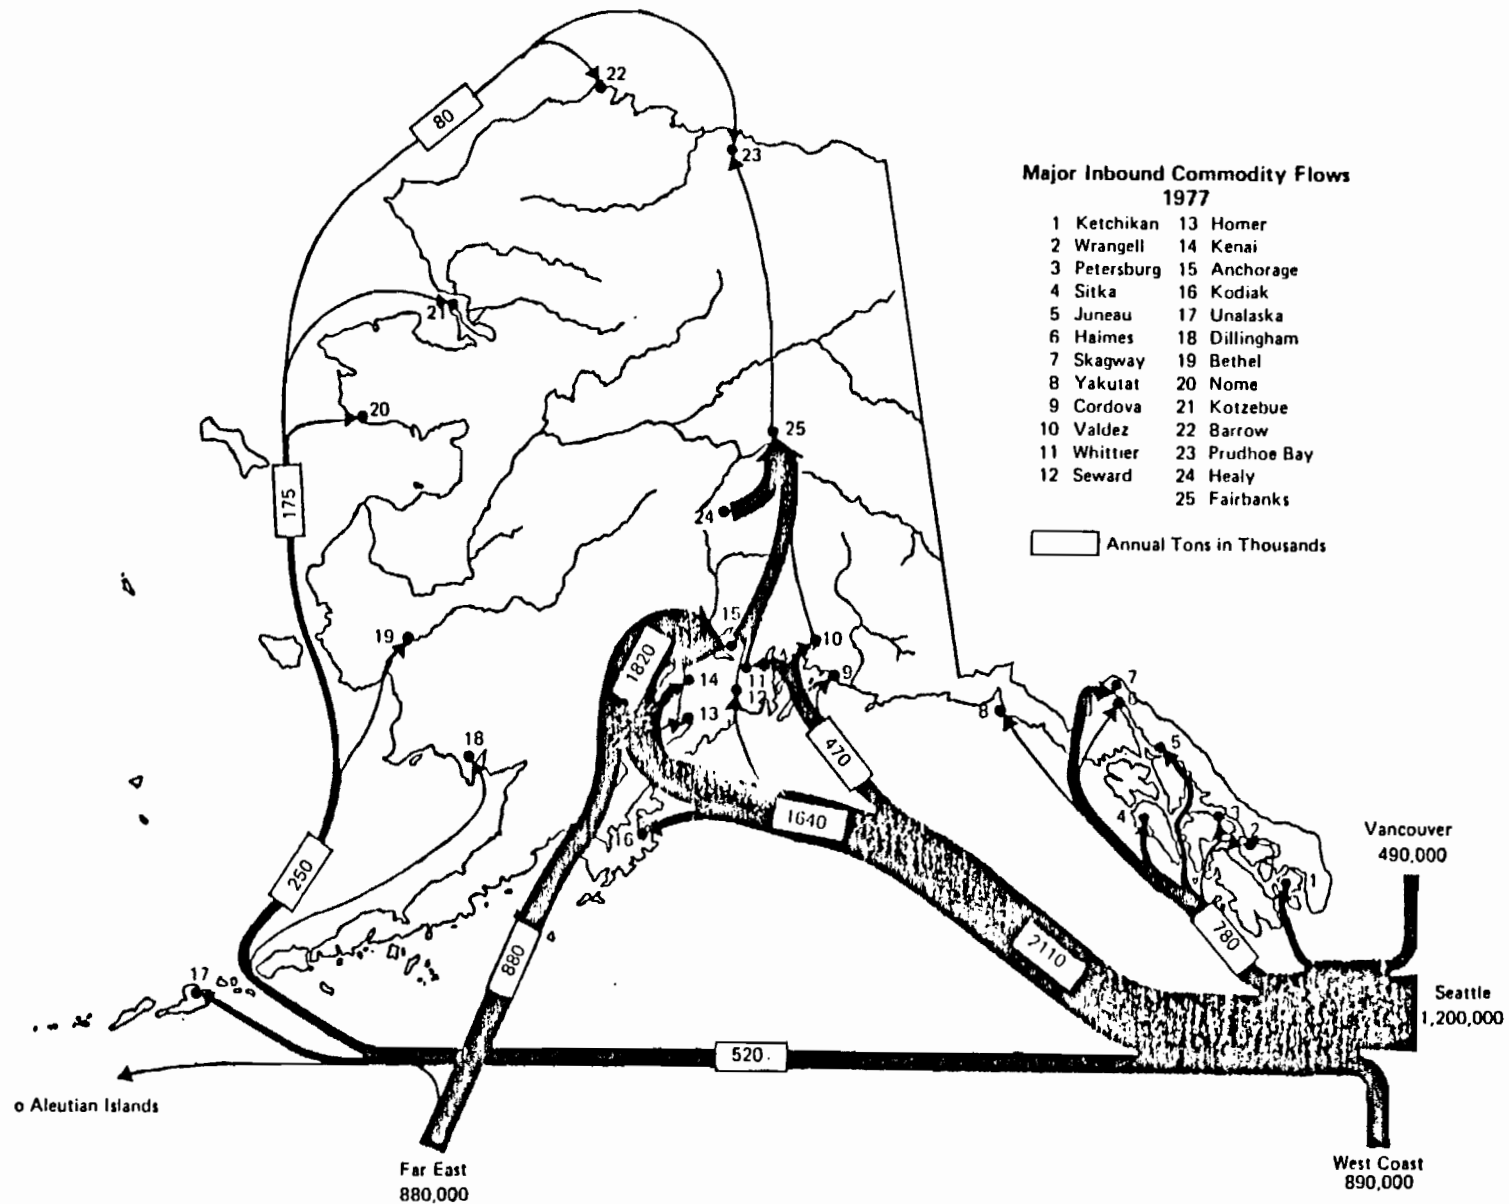 Major Inbound Commodity Flows
1977
1 Ketchikan 13 Homer
2 Wrangell 14 Kenai
3 Petersburg 15 Anchorage
4 Sitka 16 Kodiak
5 Juneau 17 Unalaska
6 Haimes 18 Dillingham
7 Skagway 19 Bethel
8 Yakutat 20 Nome
9 Cordova 21 Kotzebue
10 Valdez 22 Barrow
11 Whittier 23 Prudhoe Bay
12 Seward 24 Healy
25 Fairbanks
Annual Tons in Thousands
22
80
23
21
20
25
175
24
15
19
1820
10
14
11
9
7
12
6
13
8
18
470
5
4
1640
3
16
2
Vancouver
490,000
250
1
780
880
2110
17
Seattle
1,200,000
520
o Aleutian Islands
Far East
880,000
West Coast
890,000